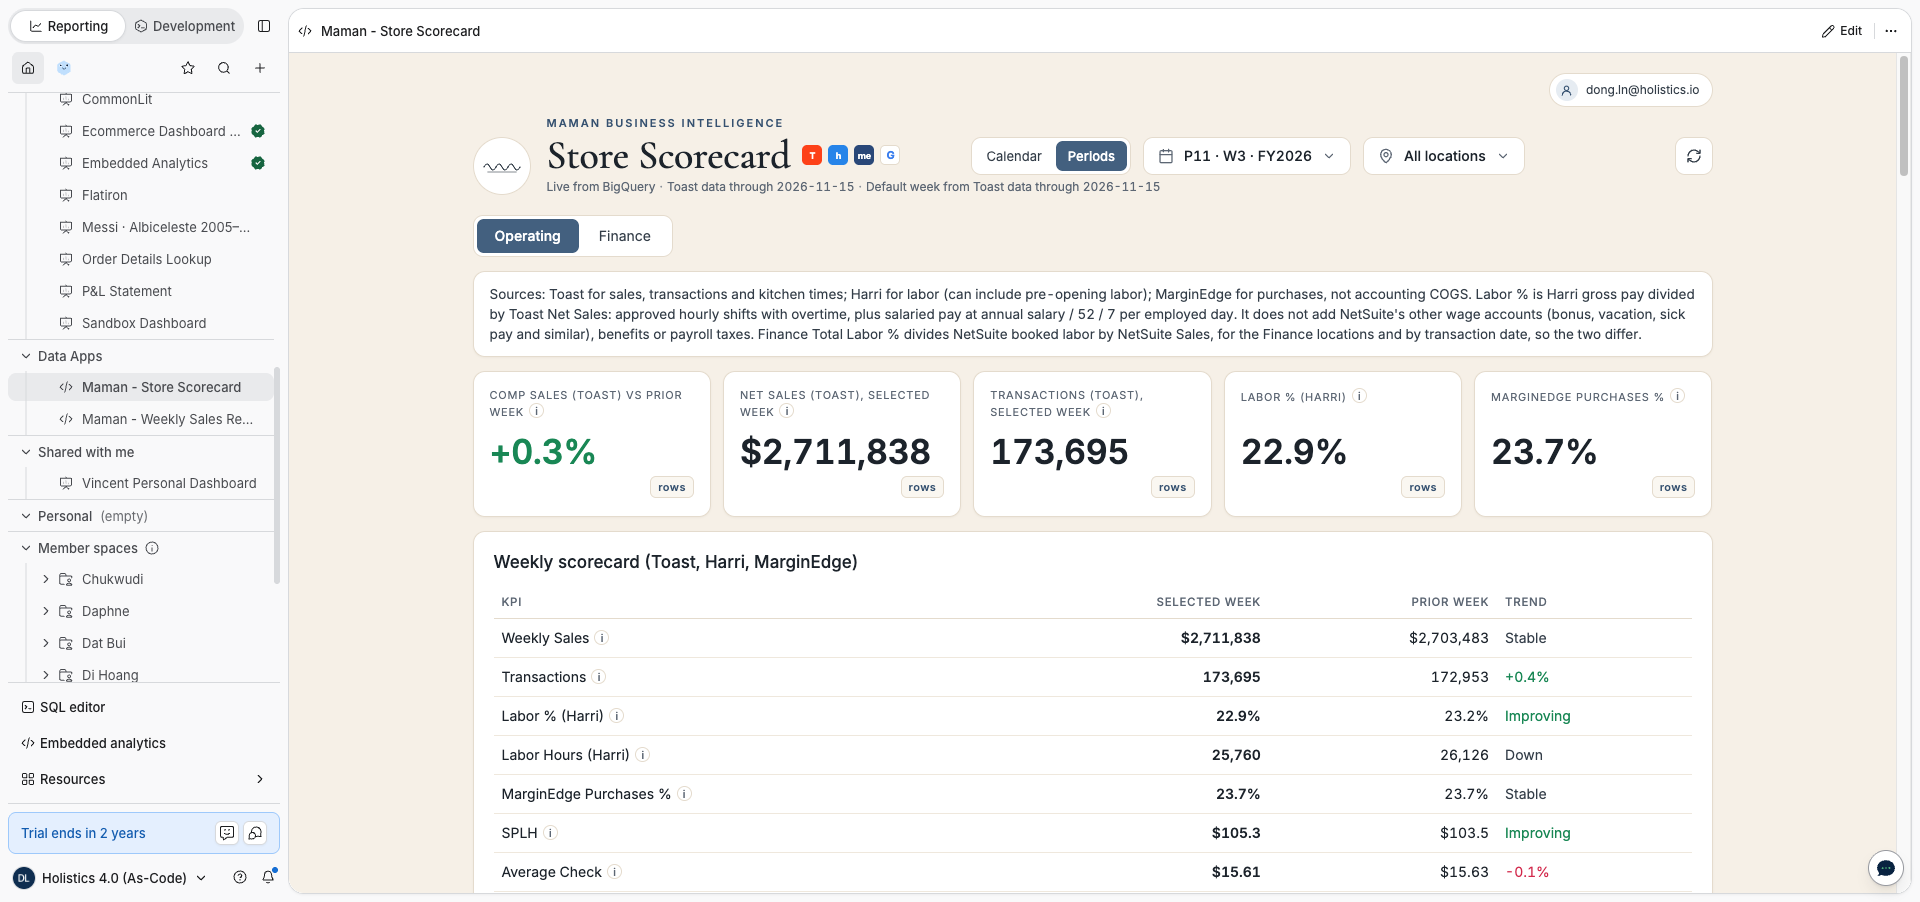 Reporting
Development
CommonLit
Ecommerce Dashboard ...
Embedded Analytics
Flatiron
Messi · Albiceleste 2005–...
Order Details Lookup
P&L Statement
Sandbox Dashboard
Data Apps
Maman - Store Scorecard
Maman - Weekly Sales Re...
Shared with me
Vincent Personal Dashboard
Personal (empty)
Member spaces
Chukwudi
Daphne
Dat Bui
Di Hoang
SQL editor
Embedded analytics
Resources
Trial ends in 2 years
DL Holistics 4.0 (As-Code)
Maman - Store Scorecard
Edit
dong.ln@holistics.io
MAMAN BUSINESS INTELLIGENCE
Store Scorecard T h me G
Calendar Periods P11 · W3 · FY2026 All locations
Live from BigQuery · Toast data through 2026-11-15 · Default week from Toast data through 2026-11-15
Operating Finance
Sources: Toast for sales, transactions and kitchen times; Harri for labor (can include pre-opening labor); MarginEdge for purchases, not accounting COGS. Labor % is Harri gross pay divided
by Toast Net Sales: approved hourly shifts with overtime, plus salaried pay at annual salary / 52 / 7 per employed day. It does not add NetSuite's other wage accounts (bonus, vacation, sick
pay and similar), benefits or payroll taxes. Finance Total Labor % divides NetSuite booked labor by NetSuite Sales, for the Finance locations and by transaction date, so the two differ.
COMP SALES (TOAST) VS PRIOR
WEEK i
+0.3%
rows
NET SALES (TOAST), SELECTED
WEEK i
$2,711,838
rows
TRANSACTIONS (TOAST),
SELECTED WEEK i
173,695
rows
LABOR % (HARRI) i
22.9%
rows
MARGINEDGE PURCHASES % i
23.7%
rows
Weekly scorecard (Toast, Harri, MarginEdge)
KPI SELECTED WEEK PRIOR WEEK TREND
Weekly Sales i $2,711,838 $2,703,483 Stable
Transactions i 173,695 172,953 +0.4%
Labor % (Harri) i 22.9% 23.2% Improving
Labor Hours (Harri) i 25,760 26,126 Down
MarginEdge Purchases % i 23.7% 23.7% Stable
SPLH i $105.3 $103.5 Improving
Average Check i $15.61 $15.63 -0.1%